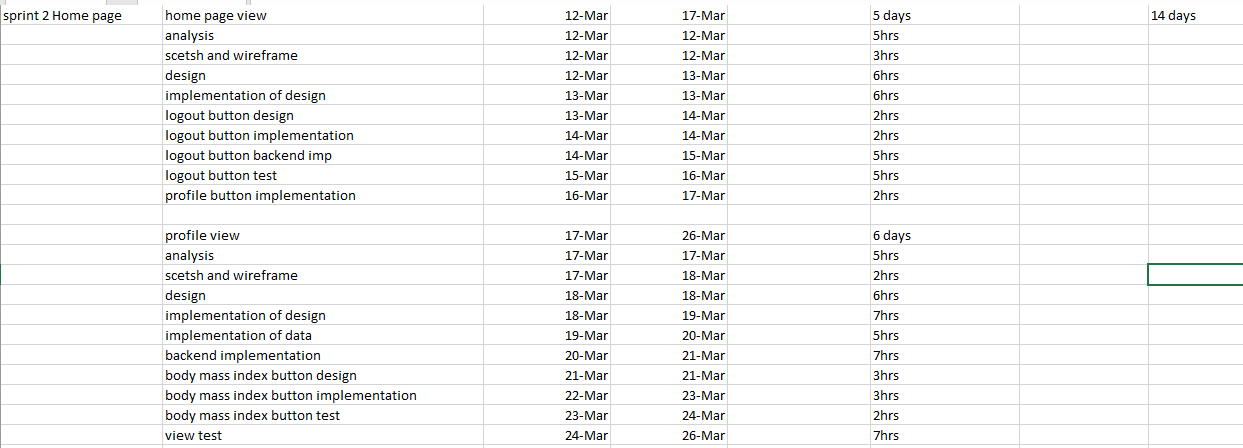 sprint 2 Home page home page view 12-Mar 17-Mar 5 days 14 days
analysis 12-Mar 12-Mar 5hrs
scetsh and wireframe 12-Mar 12-Mar 3hrs
design 12-Mar 13-Mar 6hrs
implementation of design 13-Mar 13-Mar 6hrs
logout button design 13-Mar 14-Mar 2hrs
logout button implementation 14-Mar 14-Mar 2hrs
logout button backend imp 14-Mar 15-Mar 5hrs
logout button test 15-Mar 16-Mar 5hrs
profile button implementation 16-Mar 17-Mar 2hrs
profile view 17-Mar 26-Mar 6 days
analysis 17-Mar 17-Mar 5hrs
scetsh and wireframe 17-Mar 18-Mar 2hrs
design 18-Mar 18-Mar 6hrs
implementation of design 18-Mar 19-Mar 7hrs
implementation of data 19-Mar 20-Mar 5hrs
backend implementation 20-Mar 21-Mar 7hrs
body mass index button design 21-Mar 21-Mar 3hrs
body mass index button implementation 22-Mar 23-Mar 3hrs
body mass index button test 23-Mar 24-Mar 2hrs
view test 24-Mar 26-Mar 7hrs